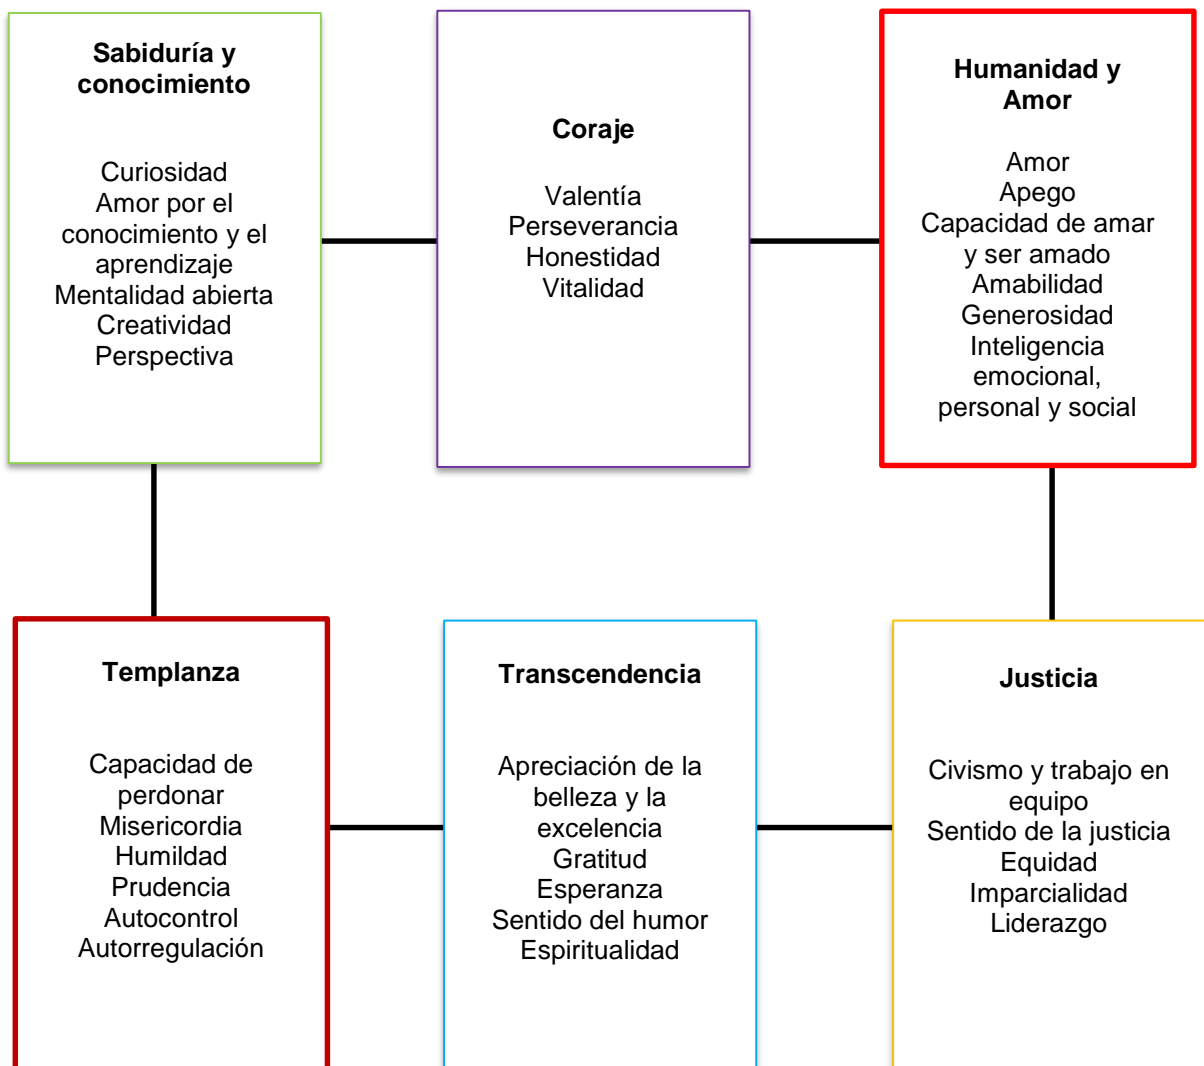 Sabiduría y
conocimiento
Curiosidad
Amor por el
conocimiento y el
aprendizaje
Mentalidad abierta
Creatividad
Perspectiva
Coraje
Valentía
Perseverancia
Honestidad
Vitalidad
Humanidad y
Amor
Amor
Apego
Capacidad de amar
y ser amado
Amabilidad
Generosidad
Inteligencia
emocional,
personal y social
Templanza
Capacidad de
perdonar
Misericordia
Humildad
Prudencia
Autocontrol
Autorregulación
Transcendencia
Apreciación de la
belleza y la
excelencia
Gratitud
Esperanza
Sentido del humor
Espiritualidad
Justicia
Civismo y trabajo en
equipo
Sentido de la justicia
Equidad
Imparcialidad
Liderazgo